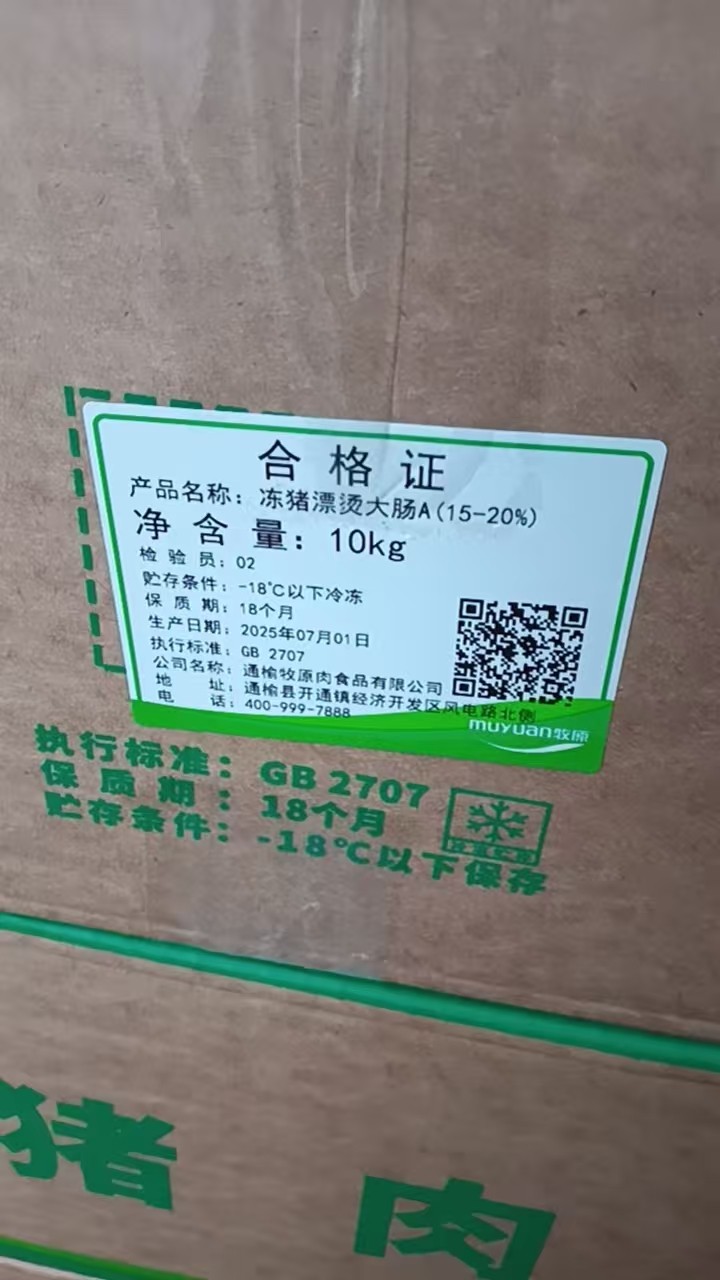 合格证
产品名称：冻猪漂烫大肠A(15-20%)
净含量：10kg
检验员：02
贮存条件：-18℃以下冷冻
保质期：18个月
生产日期：2025年07月01日
执行标准：GB 2707
公司名称：通榆牧原肉食品有限公司
地址：通榆县开通镇经济开发区风电路北侧
电话：400-999-7888
muyuan牧原
执行标准：GB 2707
保质期：18个月
贮存条件：-18℃以下保存
猪肉